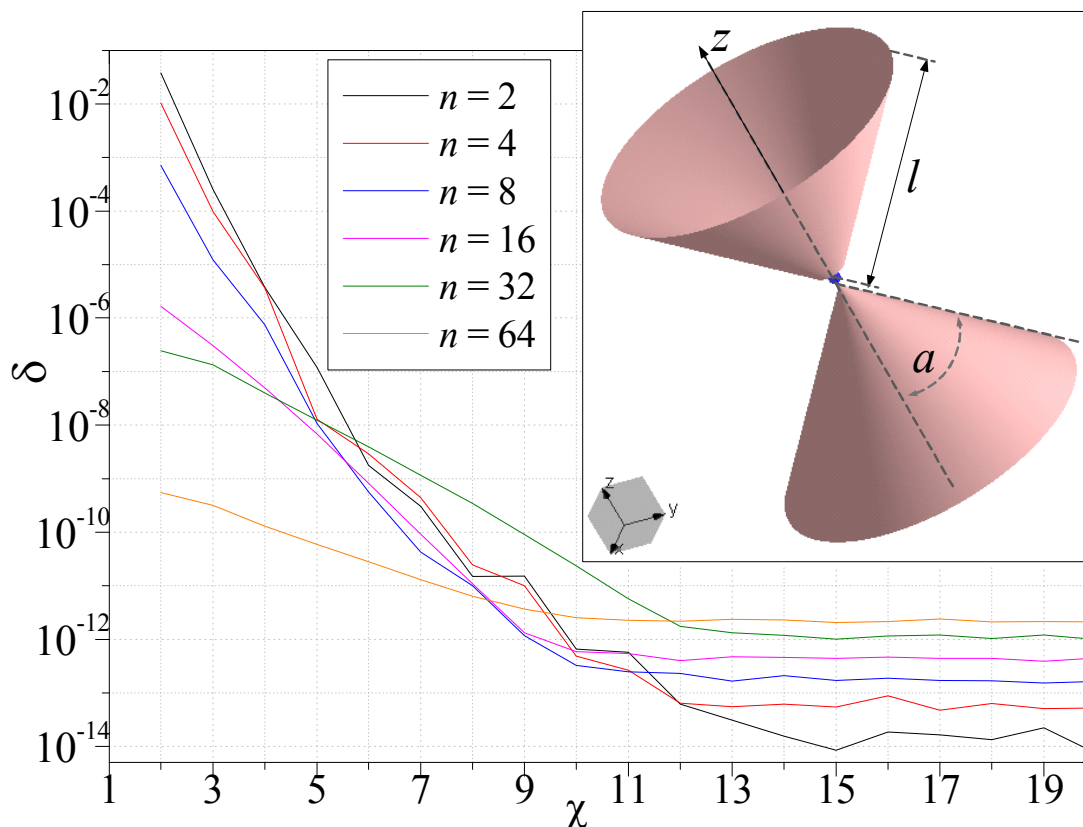 10⁻²
10⁻⁴
10⁻⁶
10⁻⁸
10⁻¹⁰
10⁻¹²
10⁻¹⁴
δ
1 3 5 7 9 11 13 15 17 19
χ
n = 2
n = 4
n = 8
n = 16
n = 32
n = 64
z
l
a
z
y
x